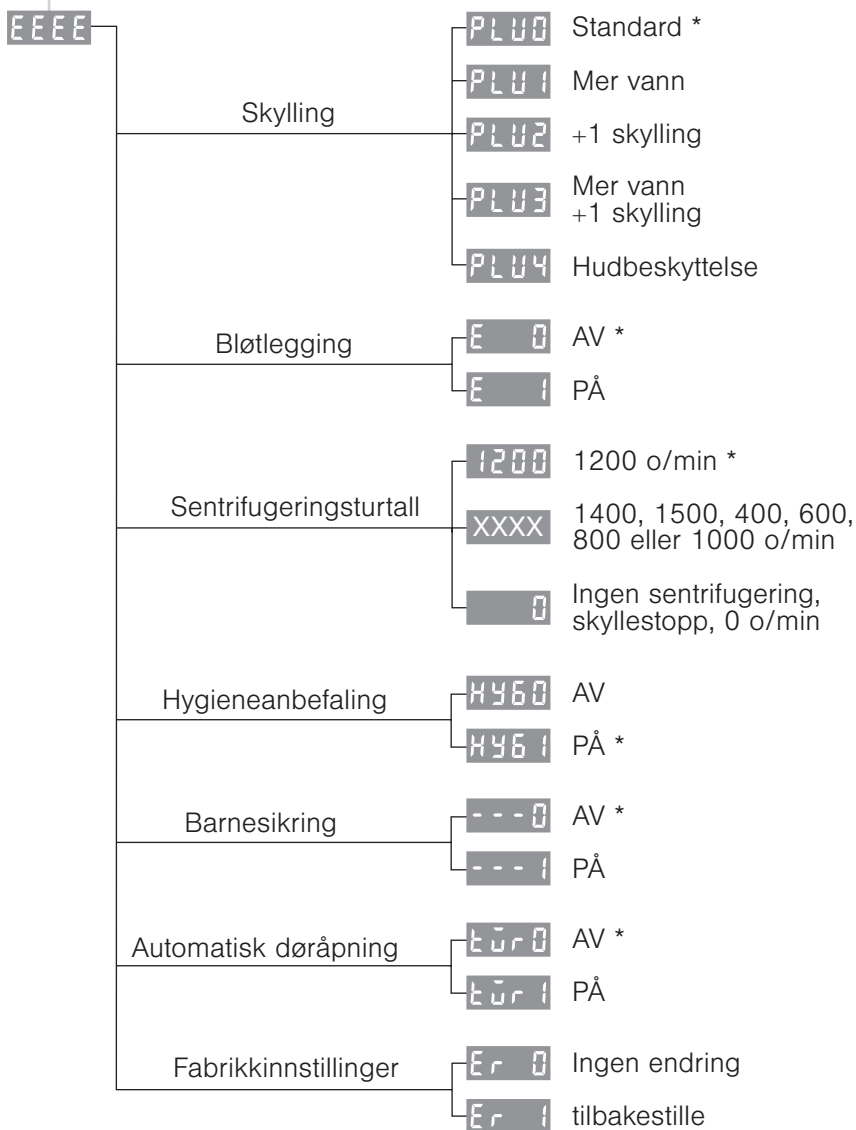 EEEE
Skylling
PLU0 Standard *
PLU1 Mer vann
PLU2 +1 skylling
PLU3 Mer vann
+1 skylling
PLU4 Hudbeskyttelse
Bløtlegging
E 0 AV *
E 1 PÅ
Sentrifugeringsturtall
1200 1200 o/min *
XXXX 1400, 1500, 400, 600,
800 eller 1000 o/min
0 Ingen sentrifugering,
skyllestopp, 0 o/min
Hygieneanbefaling
HYG0 AV
HYG1 PÅ *
Barnesikring
---0 AV *
---1 PÅ
Automatisk døråpning
tür0 AV *
tür1 PÅ
Fabrikkinnstillinger
Er 0 Ingen endring
Er 1 tilbakestille